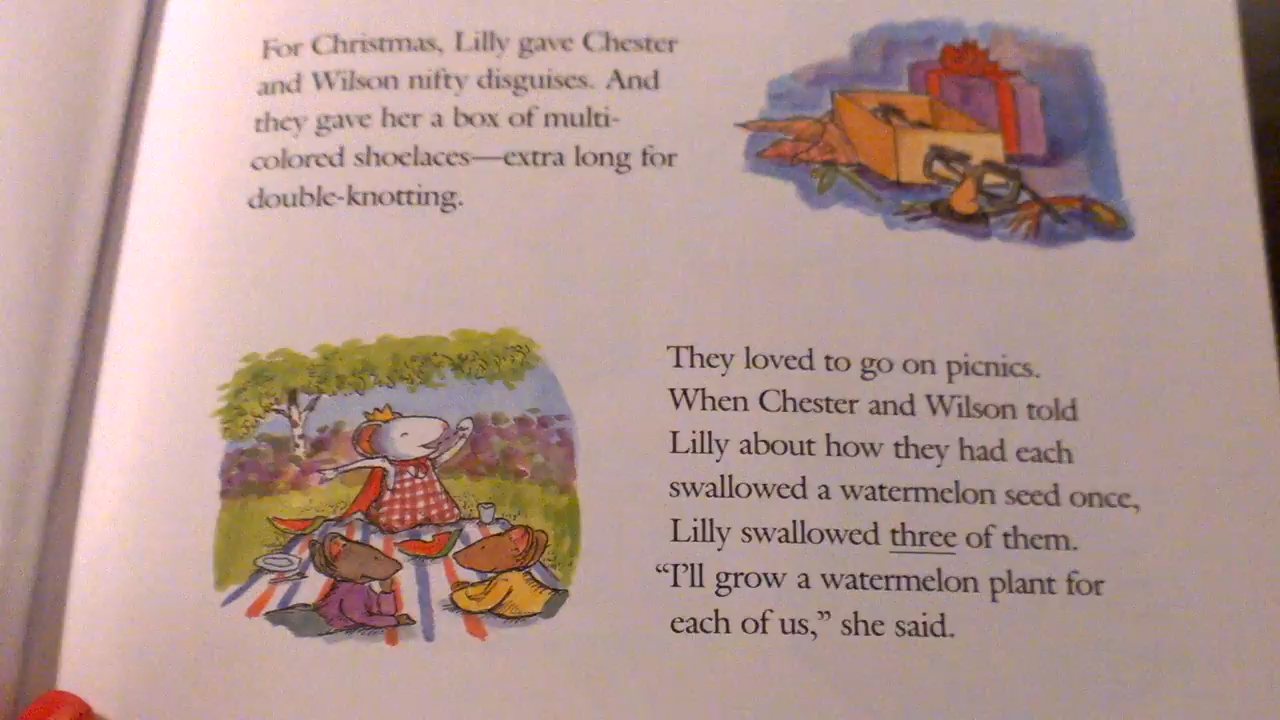 For Christmas, Lilly gave Chester
and Wilson nifty disguises. And
they gave her a box of multi-
colored shoelaces—extra long for
double-knotting.
They loved to go on picnics.
When Chester and Wilson told
Lilly about how they had each
swallowed a watermelon seed once,
Lilly swallowed three of them.
“I’ll grow a watermelon plant for
each of us,” she said.